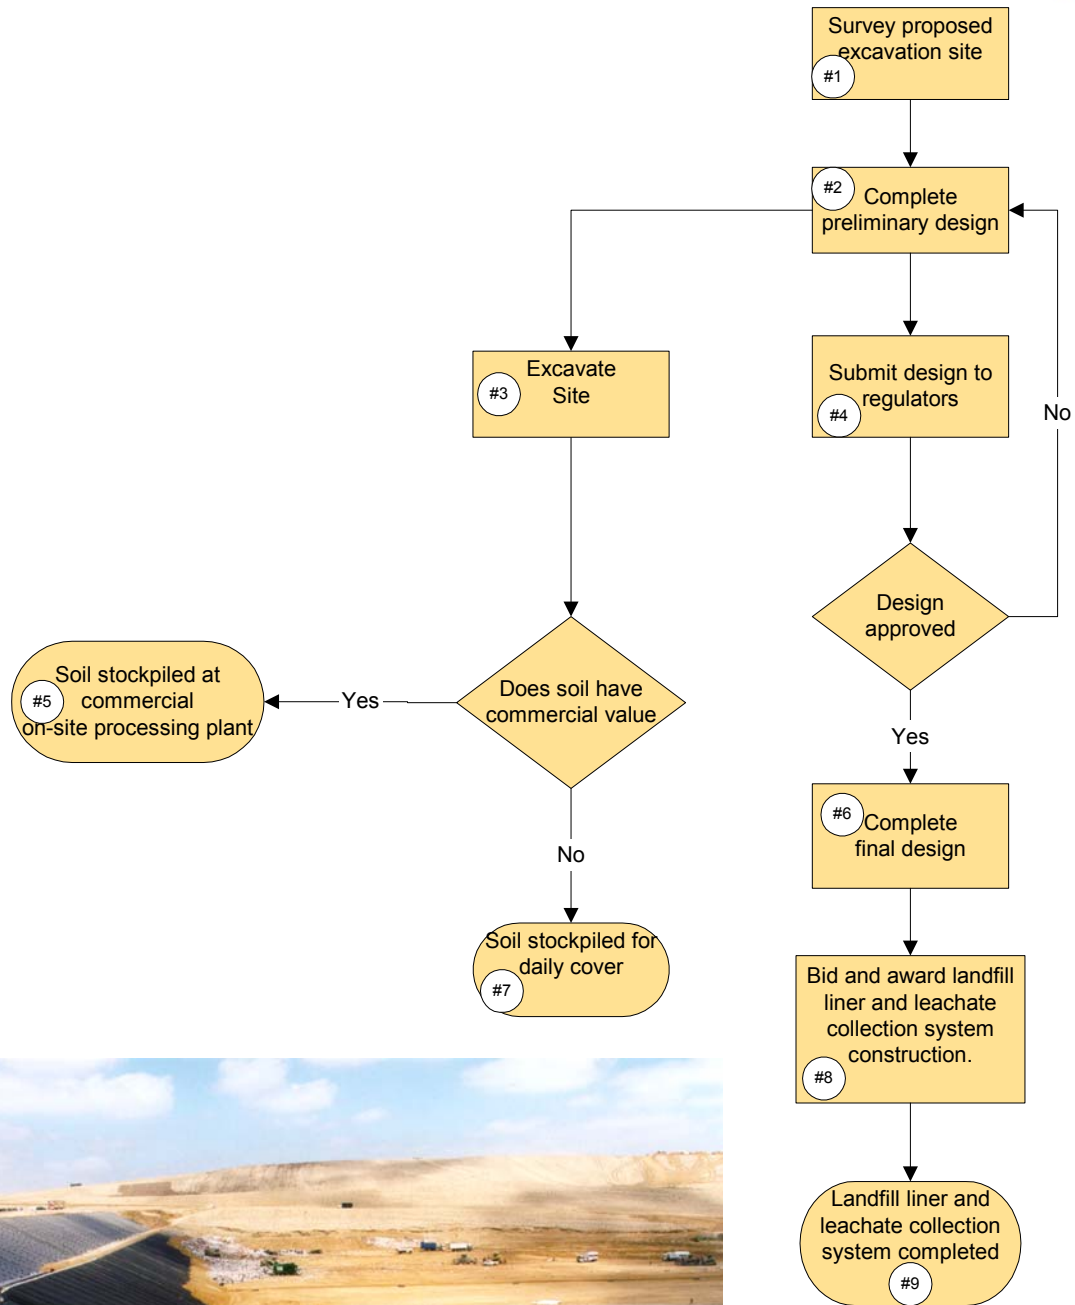 Survey proposed
excavation site
#1
#2
Complete
preliminary design
Excavate
Site
#3
Submit design to
regulators
#4
No
Design
approved
Soil stockpiled at
commercial
on-site processing plant
#5
Yes
Does soil have
commercial value
Yes
#6
Complete
final design
No
Soil stockpiled for
daily cover
#7
Bid and award landfill
liner and leachate
collection system
construction.
#8
Landfill liner and
leachate collection
system completed
#9